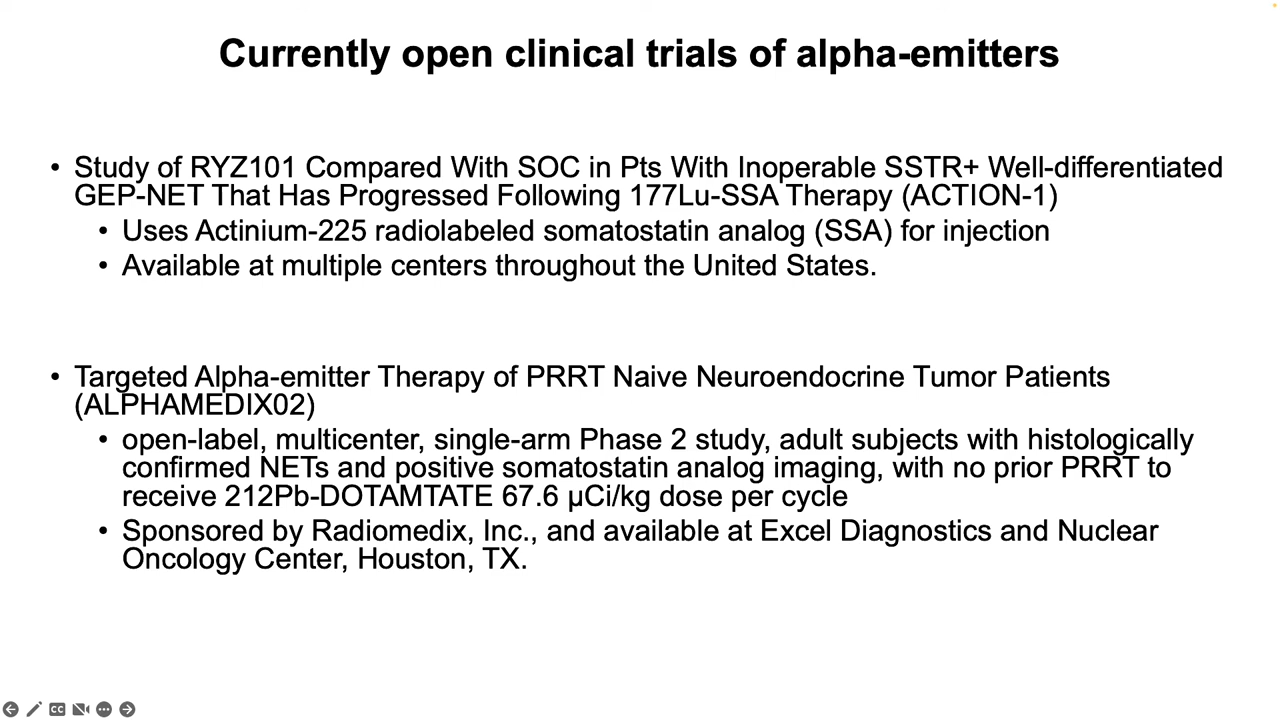 Currently open clinical trials of alpha-emitters
• Study of RYZ101 Compared With SOC in Pts With Inoperable SSTR+ Well-differentiated
GEP-NET That Has Progressed Following 177Lu-SSA Therapy (ACTION-1)
• Uses Actinium-225 radiolabeled somatostatin analog (SSA) for injection
• Available at multiple centers throughout the United States.
• Targeted Alpha-emitter Therapy of PRRT Naive Neuroendocrine Tumor Patients
(ALPHAMEDIX02)
• open-label, multicenter, single-arm Phase 2 study, adult subjects with histologically
confirmed NETs and positive somatostatin analog imaging, with no prior PRRT to
receive 212Pb-DOTAMTATE 67.6 µCi/kg dose per cycle
• Sponsored by Radiomedix, Inc., and available at Excel Diagnostics and Nuclear
Oncology Center, Houston, TX.
CC